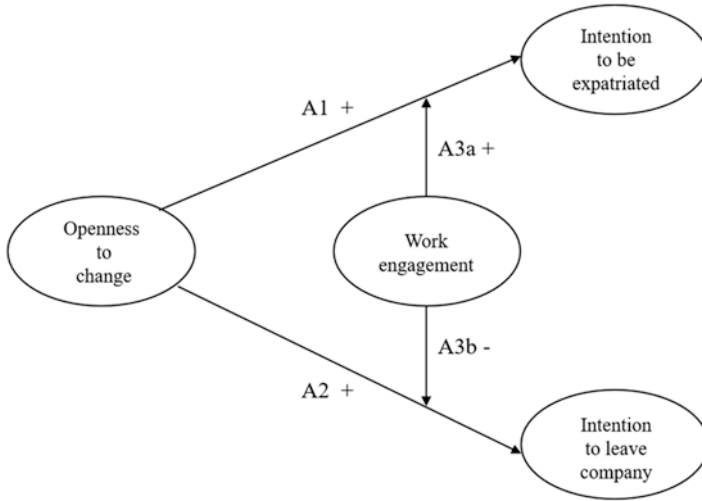 Intention
to be
expatriated
A1 +
A3a +
Openness
to
change
Work
engagement
A3b -
A2 +
Intention
to leave
company